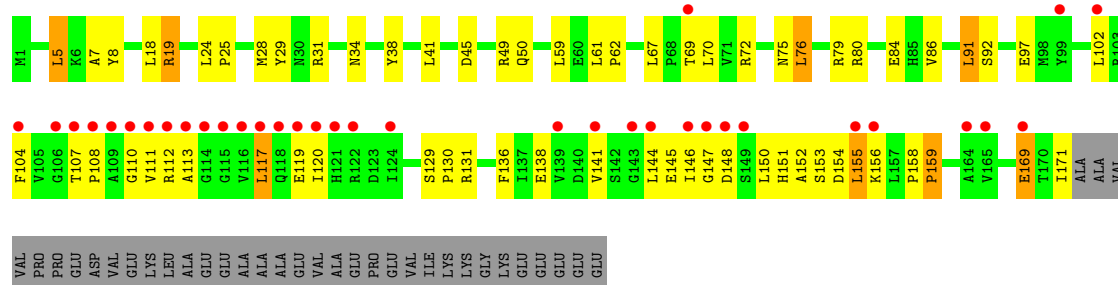 M1 L5 K6 A7 Y8 L18 R19 L24 P25 M28 Y29 N30 R31 N34 Y38 L41 D45 R49 Q50 L59 E60 L61 P62 L67 P68 T69 L70 V71 R72 N75 L76 R79 R80 E84 H85 V86 L91 S92 E97 M98 Y99 L102 R103
F104 V105 G106 T107 P108 A109 G110 V111 R112 A113 G114 G115 V116 L117 Q118 E119 I120 H121 R122 D123 I124 S129 P130 R131 F136 I137 E138 V139 D140 V141 S142 G143 L144 E145 I146 G147 D148 S149 L150 H151 A152 S153 D154 L155 K156 L157 P158 P159 A164 V165 E169 T170 I171 ALA ALA VAL
VAL PRO PRO GLU ASP VAL GLU LYS LEU ALA GLU GLU ALA ALA ALA GLU VAL ALA GLU PRO GLU VAL ILE LYS LYS GLY LYS GLU GLU GLU GLU GLU